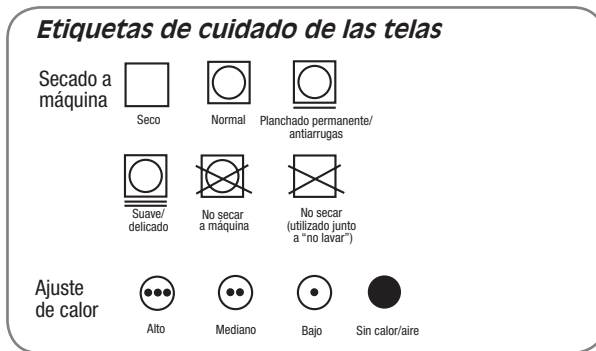 Etiquetas de cuidado de las telas
Secado a
máquina
Seco
Normal
Planchado permanente/
antiarrugas
Suave/
delicado
No secar
a máquina
No secar
(utilizado junto
a “no lavar”)
Ajuste
de calor
Alto
Mediano
Bajo
Sin calor/aire